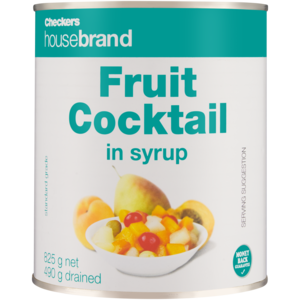 Checkers
housebrand
Fruit
Cocktail
in syrup
standard grade
SERVING SUGGESTION
825 g net
490 g drained
MONEY
BACK
GUARANTEE